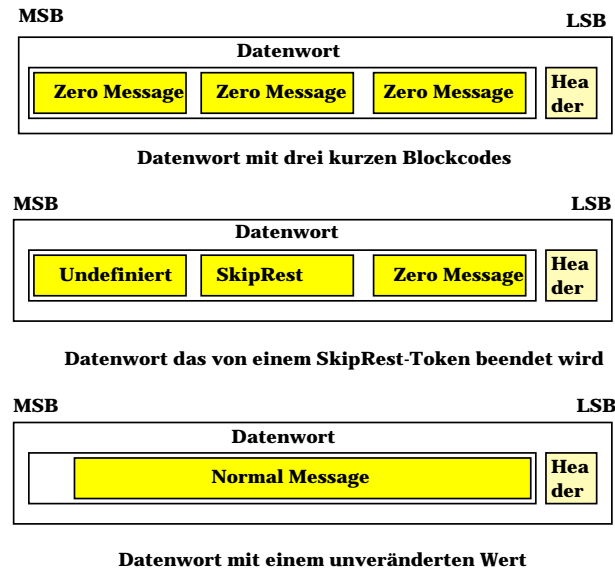 MSB LSB
Datenwort
Zero Message Zero Message Zero Message Hea
der
Datenwort mit drei kurzen Blockcodes
MSB LSB
Datenwort
Undefiniert SkipRest Zero Message Hea
der
Datenwort das von einem SkipRest-Token beendet wird
MSB LSB
Datenwort
Normal Message Hea
der
Datenwort mit einem unveränderten Wert